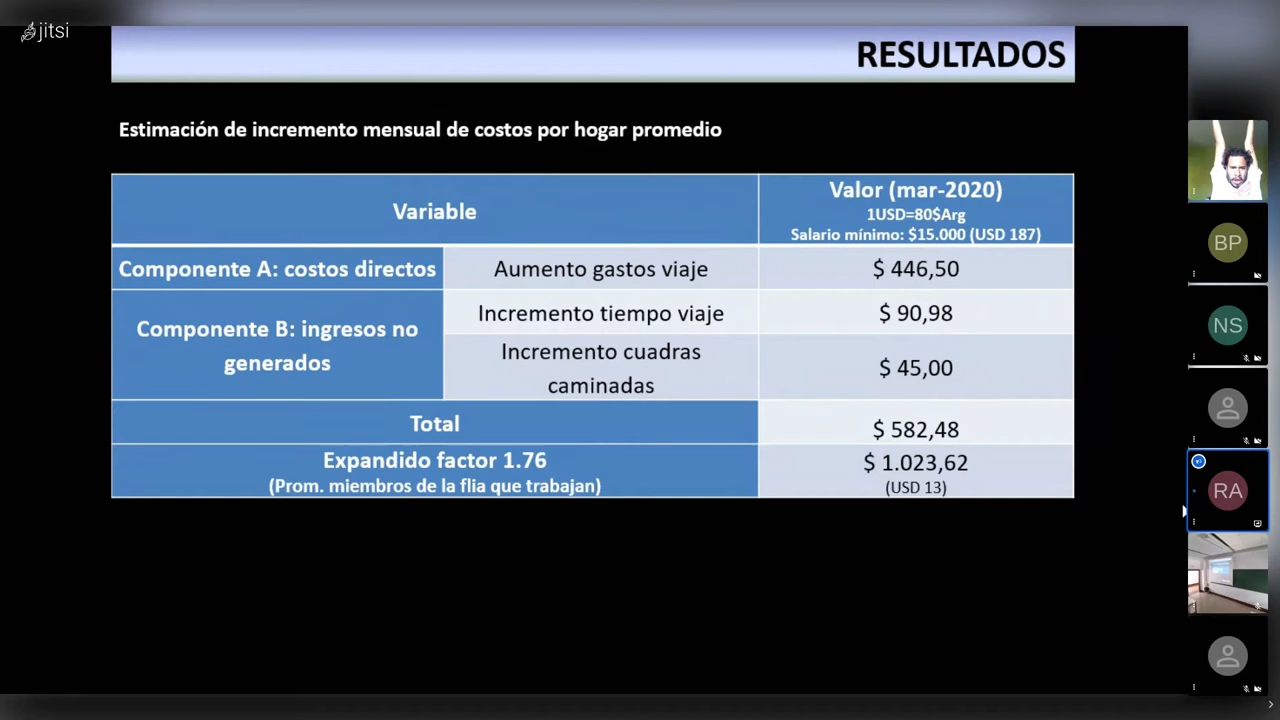 jitsi
RESULTADOS
Estimación de incremento mensual de costos por hogar promedio
Variable
Valor (mar-2020)
1USD=80$Arg
Salario mínimo: $15.000 (USD 187)
Componente A: costos directos
Aumento gastos viaje
$ 446,50
Componente B: ingresos no
generados
Incremento tiempo viaje
$ 90,98
Incremento cuadras
caminadas
$ 45,00
Total
$ 582,48
Expandido factor 1.76
(Prom. miembros de la flia que trabajan)
$ 1.023,62
(USD 13)
BP
NS
RA